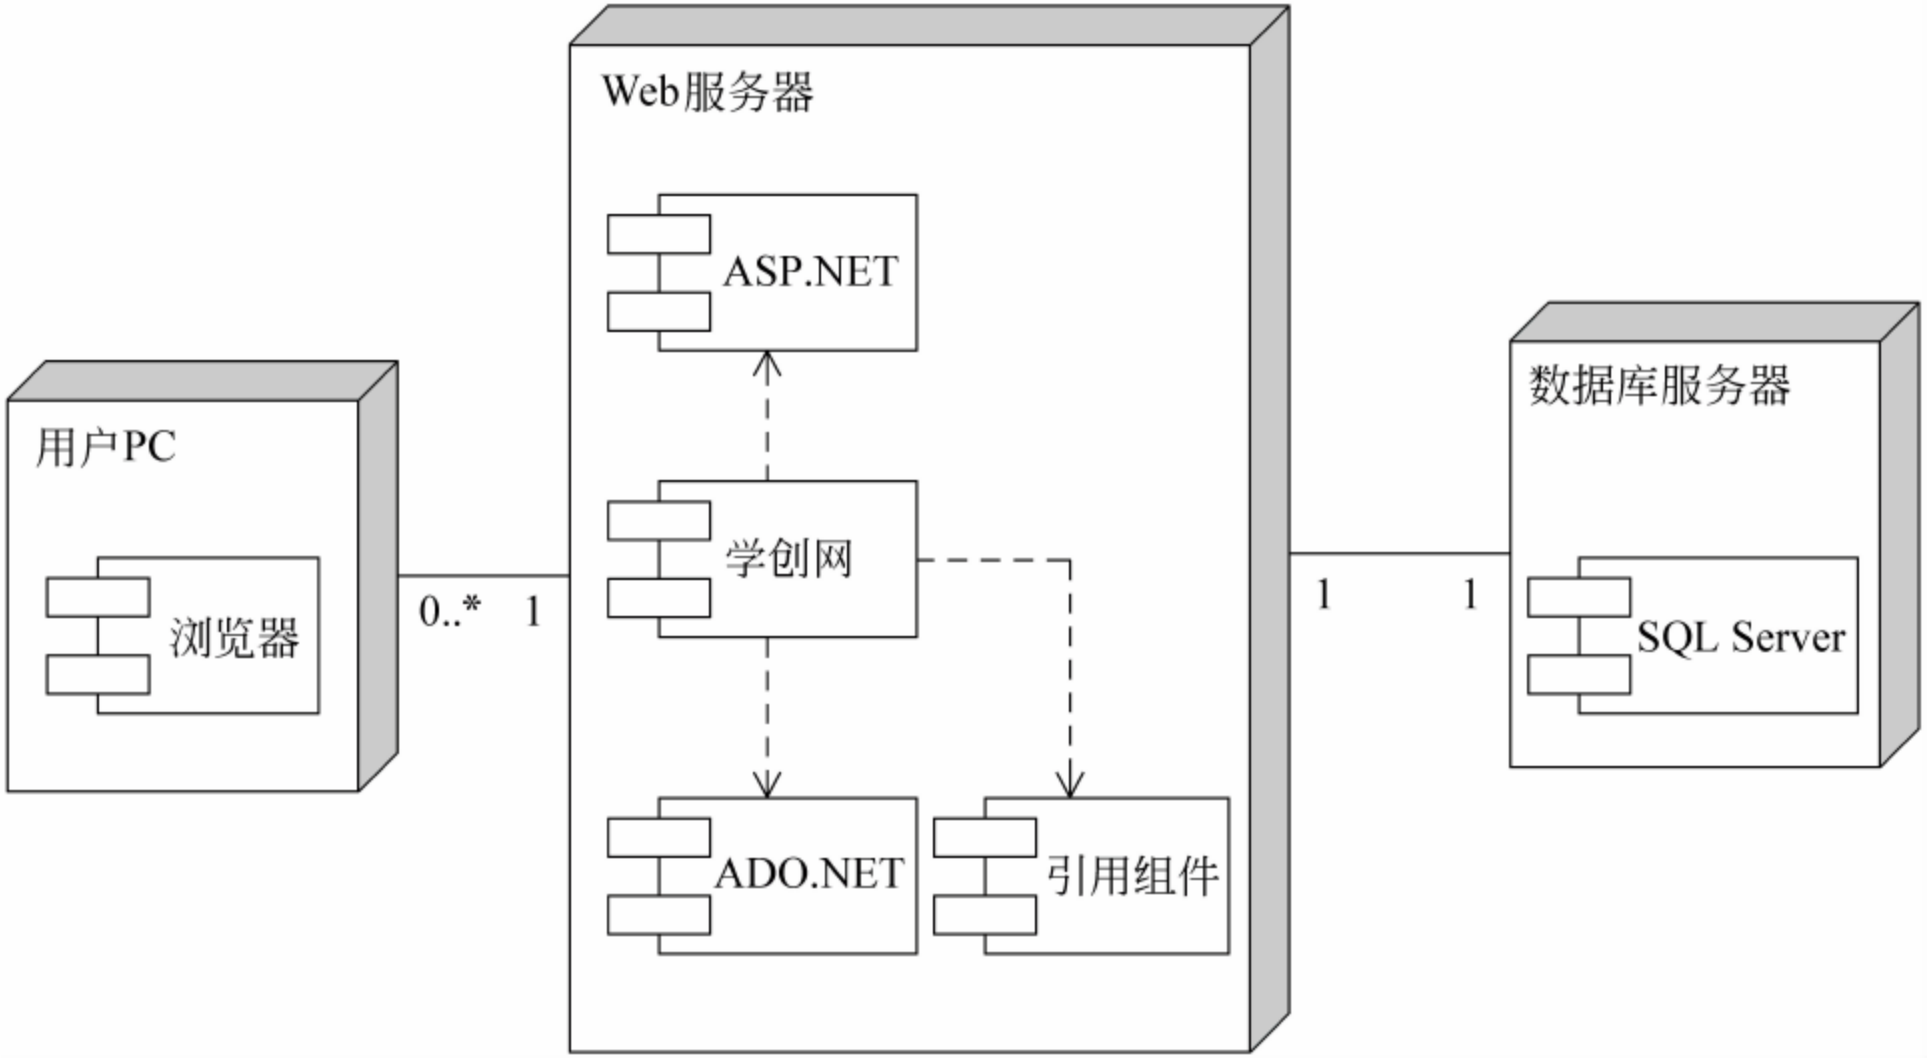 用户PC
浏览器
0..*
1
Web服务器
ASP.NET
学创网
ADO.NET
引用组件
1
1
数据库服务器
SQL Server